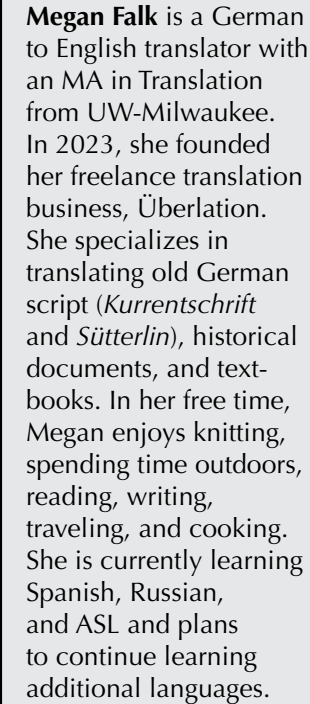 Megan Falk is a German
to English translator with
an MA in Translation
from UW-Milwaukee.
In 2023, she founded
her freelance translation
business, Überlation.
She specializes in
translating old German
script (Kurrentschrift
and Sütterlin), historical
documents, and text-
books. In her free time,
Megan enjoys knitting,
spending time outdoors,
reading, writing,
traveling, and cooking.
She is currently learning
Spanish, Russian,
and ASL and plans
to continue learning
additional languages.